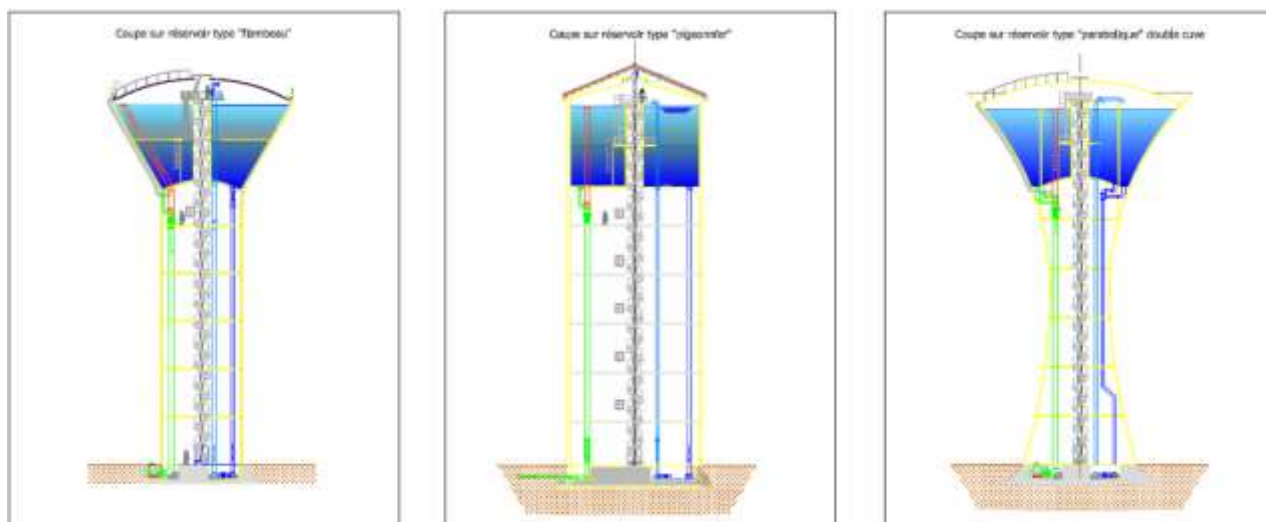 Coupe sur réservoir type "flambeau"
Coupe sur réservoir type "pigeonnier"
Coupe sur réservoir type "parabolique" double cuve